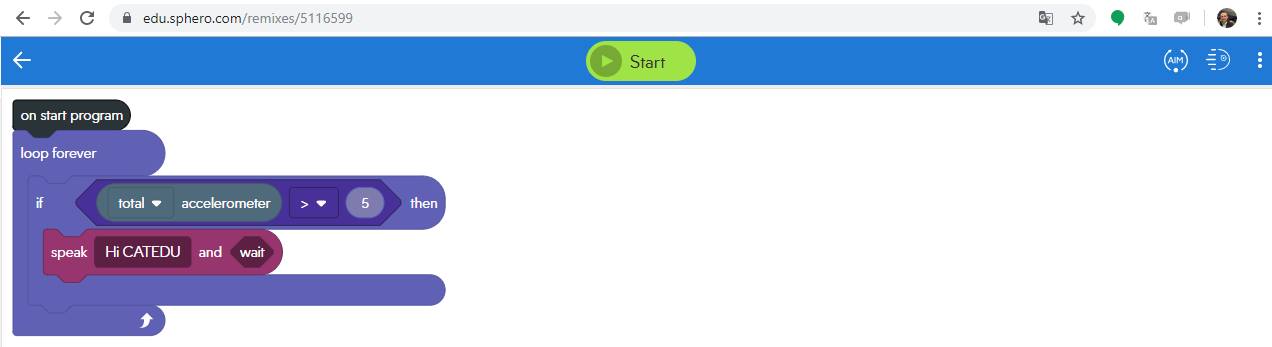 edu.sphero.com/remixes/5116599
Start
AIM
on start program
loop forever
if total accelerometer > 5 then
speak Hi CATEDU and wait